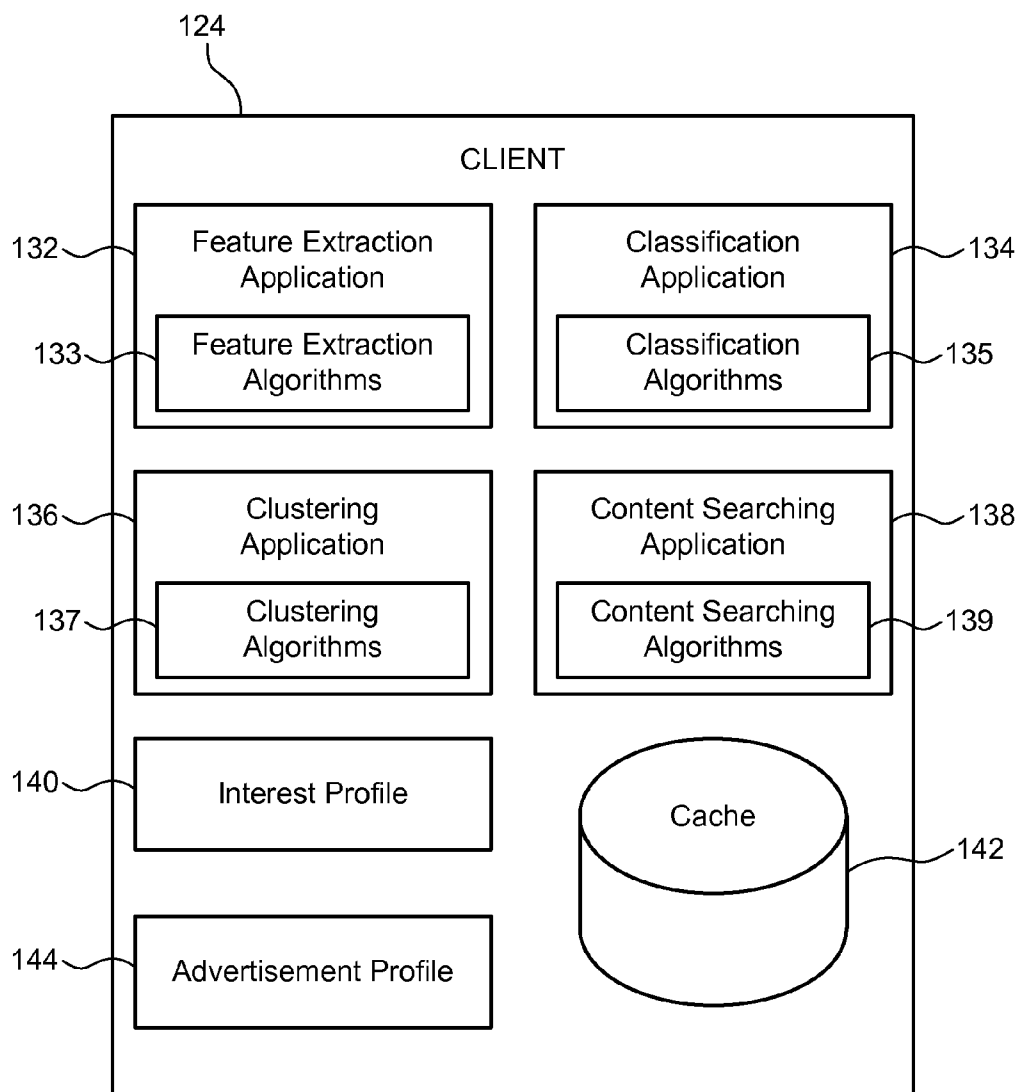 124
CLIENT
132
Feature Extraction
Application
133
Feature Extraction
Algorithms
Classification
Application
134
Classification
Algorithms
135
136
Clustering
Application
137
Clustering
Algorithms
Content Searching
Application
138
Content Searching
Algorithms
139
140
Interest Profile
Cache
142
144
Advertisement Profile